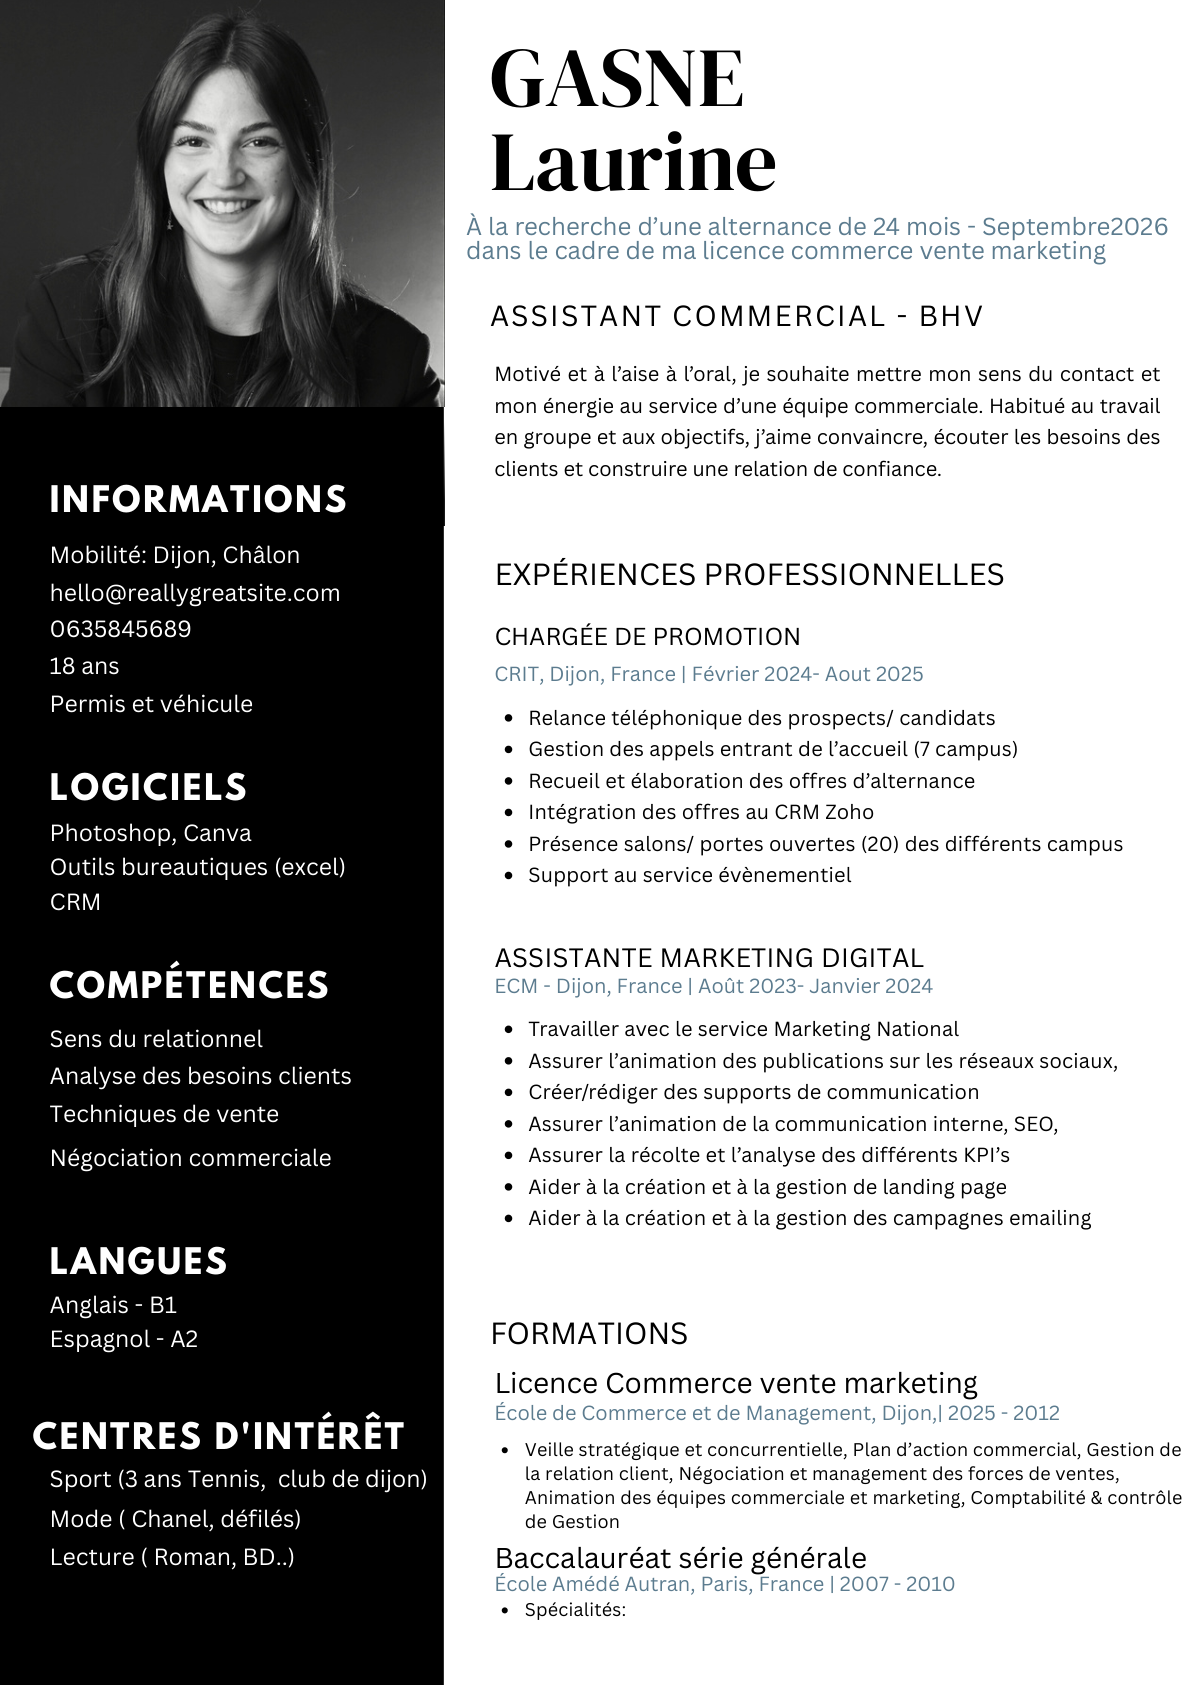 GASNE
Laurine
À la recherche d’une alternance de 24 mois - Septembre2026
dans le cadre de ma licence commerce vente marketing
ASSISTANT COMMERCIAL - BHV
Motivé et à l’aise à l’oral, je souhaite mettre mon sens du contact et
mon énergie au service d’une équipe commerciale. Habitué au travail
en groupe et aux objectifs, j’aime convaincre, écouter les besoins des
clients et construire une relation de confiance.
INFORMATIONS
Mobilité: Dijon, Châlon
hello@reallygreatsite.com
0635845689
18 ans
Permis et véhicule
LOGICIELS
Photoshop, Canva
Outils bureautiques (excel)
CRM
COMPÉTENCES
Sens du relationnel
Analyse des besoins clients
Techniques de vente
Négociation commerciale
LANGUES
Anglais - B1
Espagnol - A2
CENTRES D'INTÉRÊT
Sport (3 ans Tennis,  club de dijon)
Mode ( Chanel, défilés)
Lecture ( Roman, BD..)
EXPÉRIENCES PROFESSIONNELLES
CHARGÉE DE PROMOTION
CRIT, Dijon, France | Février 2024- Aout 2025
• Relance téléphonique des prospects/ candidats
• Gestion des appels entrant de l’accueil (7 campus)
• Recueil et élaboration des offres d’alternance
• Intégration des offres au CRM Zoho
• Présence salons/ portes ouvertes (20) des différents campus
• Support au service évènementiel
ASSISTANTE MARKETING DIGITAL
ECM - Dijon, France | Août 2023- Janvier 2024
• Travailler avec le service Marketing National
• Assurer l’animation des publications sur les réseaux sociaux,
• Créer/rédiger des supports de communication
• Assurer l’animation de la communication interne, SEO,
• Assurer la récolte et l’analyse des différents KPI’s
• Aider à la création et à la gestion de landing page
• Aider à la création et à la gestion des campagnes emailing
FORMATIONS
Licence Commerce vente marketing
École de Commerce et de Management, Dijon,| 2025 - 2012
• Veille stratégique et concurrentielle, Plan d’action commercial, Gestion de
la relation client, Négociation et management des forces de ventes,
Animation des équipes commerciale et marketing, Comptabilité & contrôle
de Gestion
Baccalauréat série générale
École Amédé Autran, Paris, France | 2007 - 2010
• Spécialités: